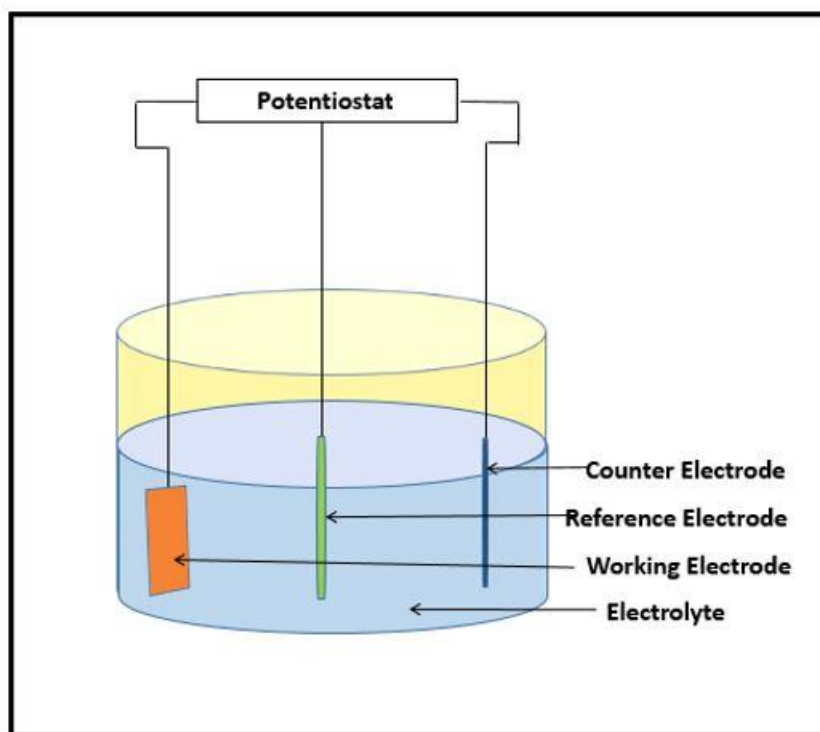 Potentiostat
Counter Electrode
Reference Electrode
Working Electrode
Electrolyte